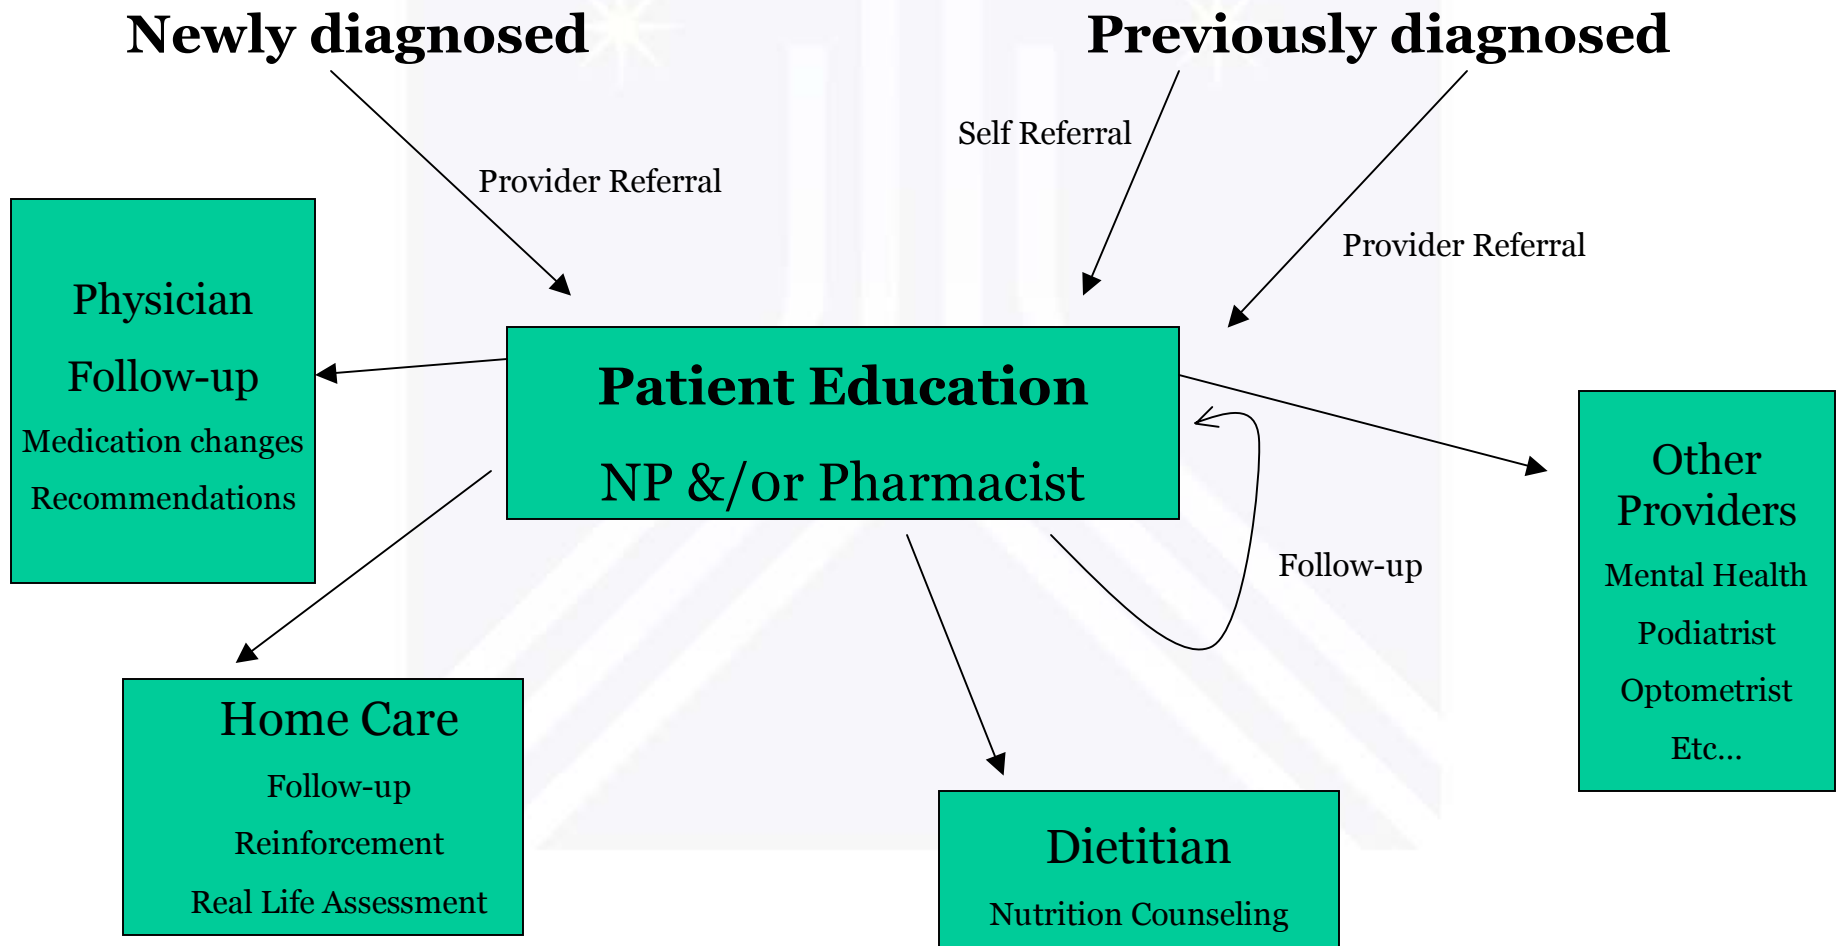 Newly diagnosed
Previously diagnosed
Self Referral
Provider Referral
Provider Referral
Physician
Follow-up
Medication changes
Recommendations
Patient Education
NP &/or Pharmacist
Other
Providers
Mental Health
Podiatrist
Optometrist
Etc...
Follow-up
Home Care
Follow-up
Reinforcement
Real Life Assessment
Dietitian
Nutrition Counseling